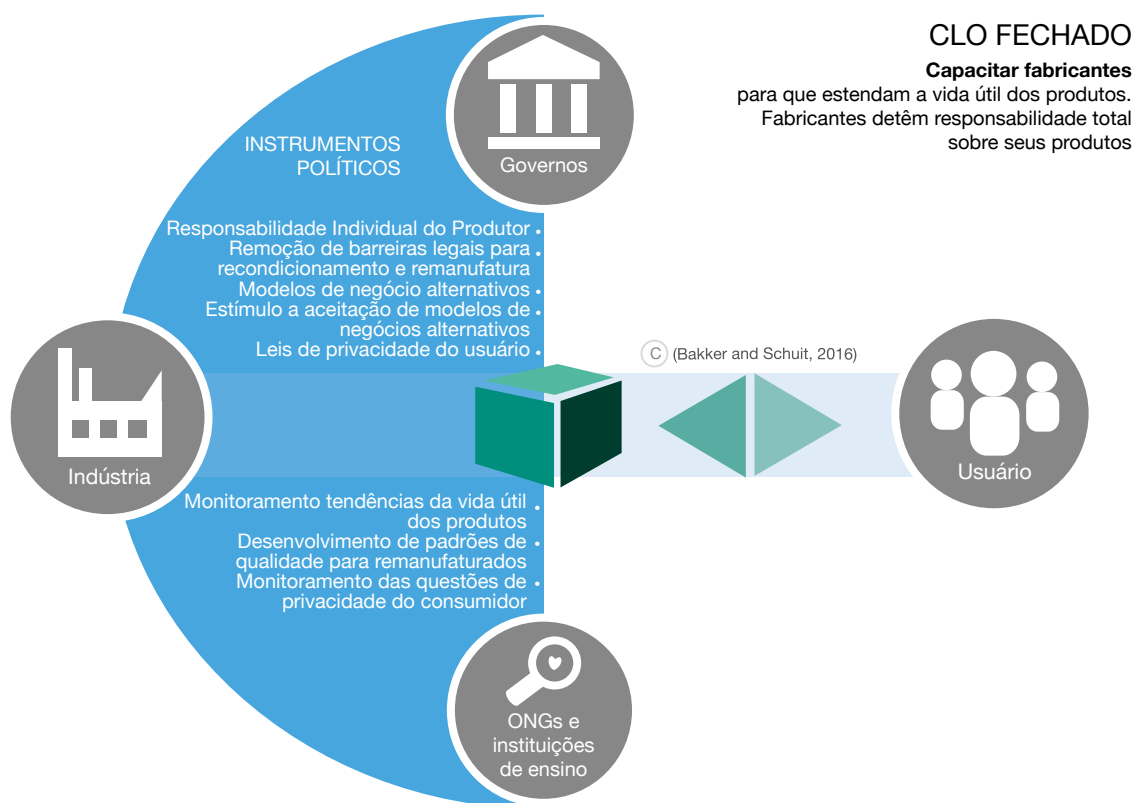 CLO FECHADO
Capacitar fabricantes
para que estendam a vida útil dos produtos.
Fabricantes detêm responsabilidade total
sobre seus produtos
Governos
INSTRUMENTOS
POLÍTICOS
Responsabilidade Individual do Produtor •
Remoção de barreiras legais para •
recondicionamento e remanufatura
Modelos de negócio alternativos •
Estímulo a aceitação de modelos de •
negócios alternativos
Leis de privacidade do usuário •
C (Bakker and Schuit, 2016)
Indústria
Usuário
Monitoramento tendências da vida útil •
dos produtos
Desenvolvimento de padrões de •
qualidade para remanufaturados
Monitoramento das questões de •
privacidade do consumidor
ONGs e
instituições
de ensino